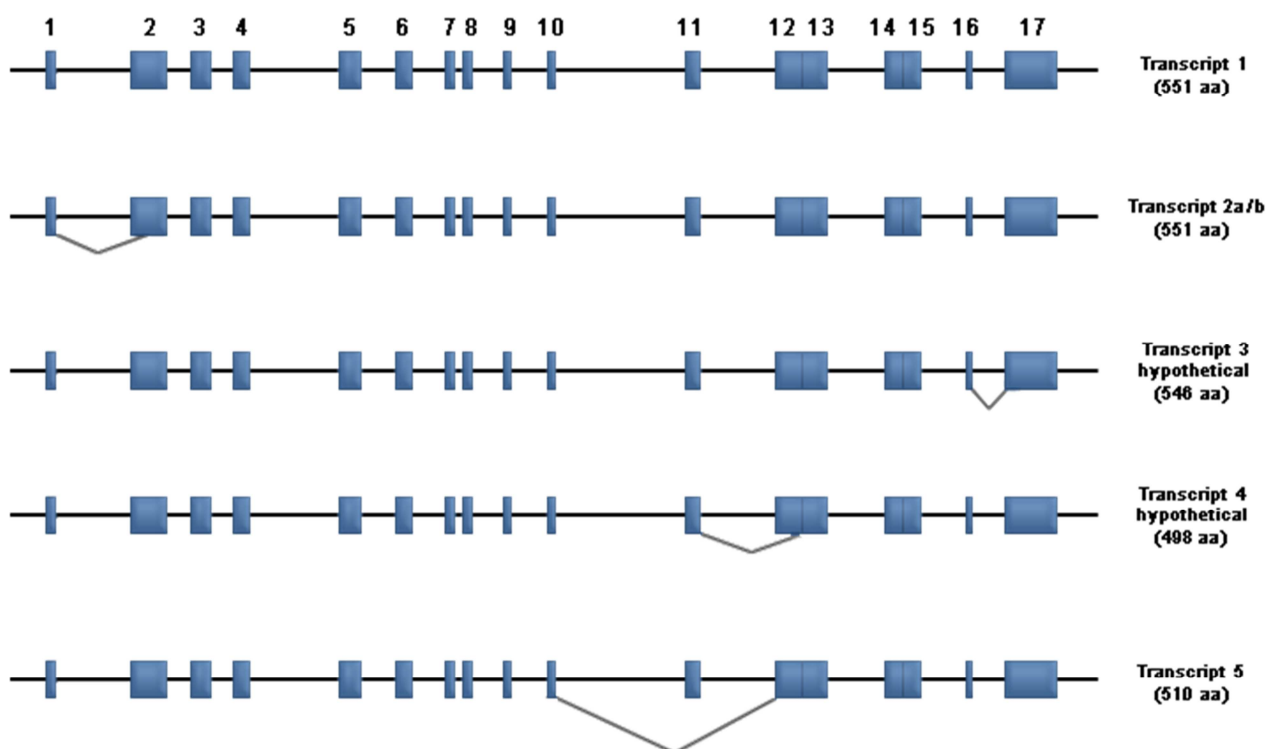 1 2 3 4 5 6 7 8 9 10 11 12 13 14 15 16 17
Transcript 1
(551 aa)
Transcript 2a/b
(551 aa)
Transcript 3
hypothetical
(546 aa)
Transcript 4
hypothetical
(498 aa)
Transcript 5
(510 aa)